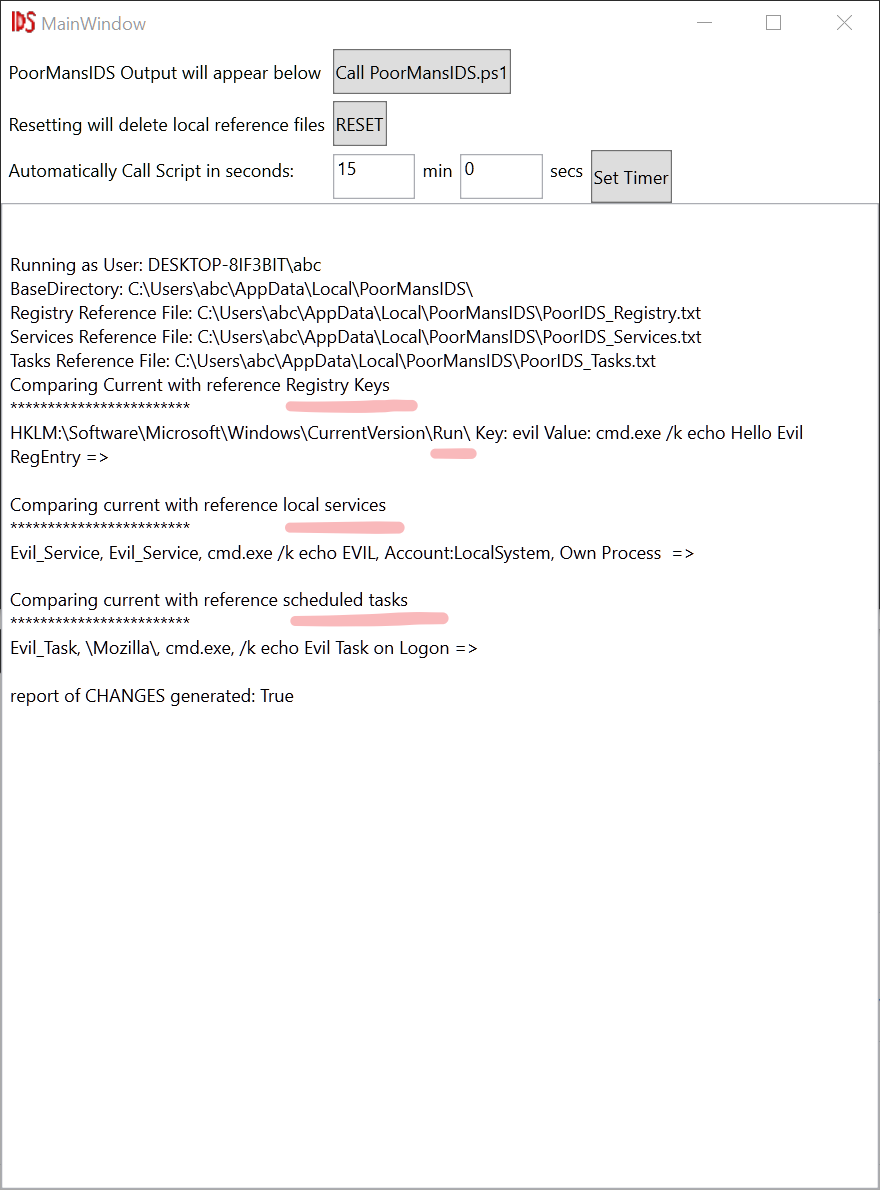 IDS MainWindow
PoorMansIDS Output will appear below Call PoorMansIDS.ps1
Resetting will delete local reference files RESET
Automatically Call Script in seconds: 15 min 0 secs Set Timer
Running as User: DESKTOP-8IF3BIT\abc
BaseDirectory: C:\Users\abc\AppData\Local\PoorMansIDS\
Registry Reference File: C:\Users\abc\AppData\Local\PoorMansIDS\PoorIDS_Registry.txt
Services Reference File: C:\Users\abc\AppData\Local\PoorMansIDS\PoorIDS_Services.txt
Tasks Reference File: C:\Users\abc\AppData\Local\PoorMansIDS\PoorIDS_Tasks.txt
Comparing Current with reference Registry Keys
************************
HKLM:\Software\Microsoft\Windows\CurrentVersion\Run\ Key: evil Value: cmd.exe /k echo Hello Evil
RegEntry =>
Comparing current with reference local services
************************
Evil_Service, Evil_Service, cmd.exe /k echo EVIL, Account:LocalSystem, Own Process  =>
Comparing current with reference scheduled tasks
************************
Evil_Task, \Mozilla\, cmd.exe, /k echo Evil Task on Logon =>
report of CHANGES generated: True